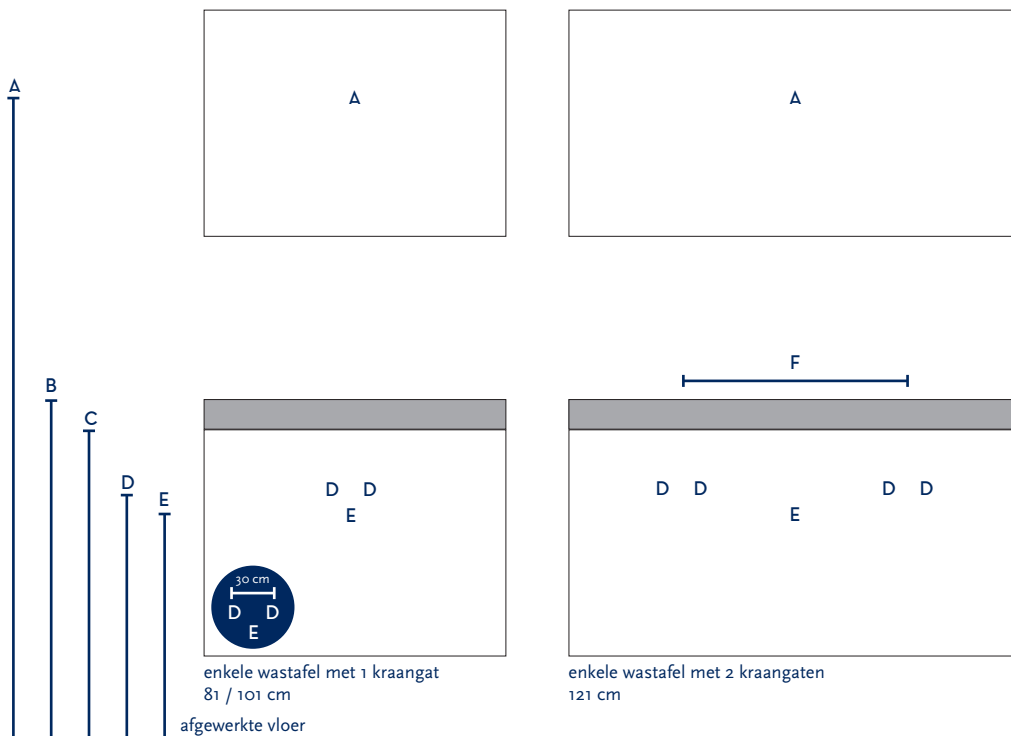 A
A
A
F
B
C
D
E
D D
E
D D D D
E
30 cm
D D
E
enkele wastafel met 1 kraangat
81 / 101 cm
enkele wastafel met 2 kraangaten
121 cm
afgewerkte vloer